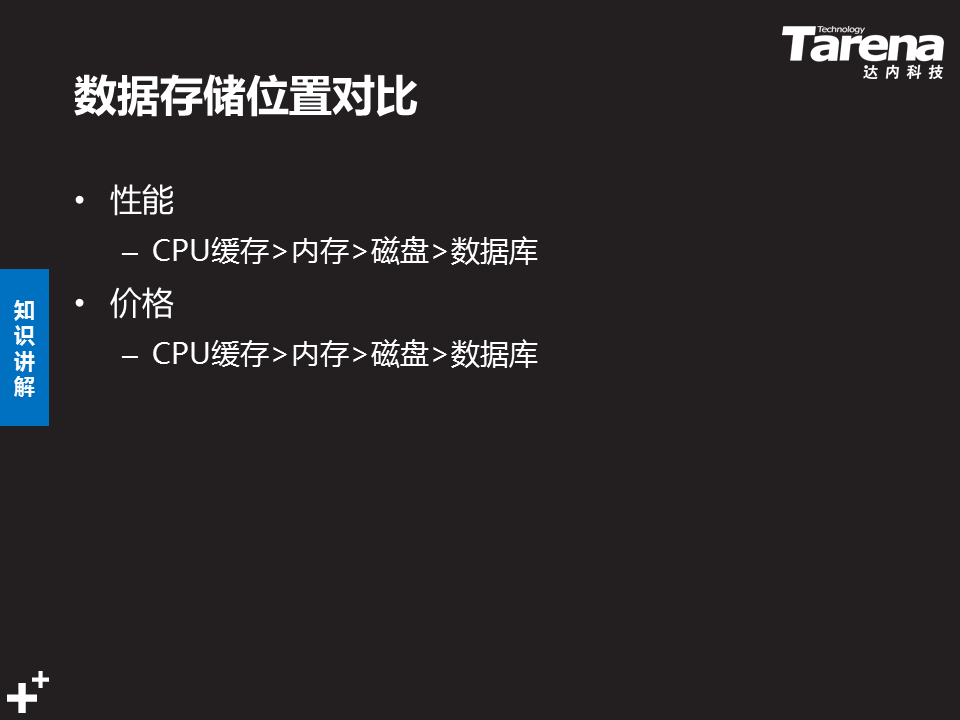 Technology
Tarena
达内科技
数据存储位置对比
• 性能
– CPU缓存>内存>磁盘>数据库
• 价格
– CPU缓存>内存>磁盘>数据库
知
识
讲
解